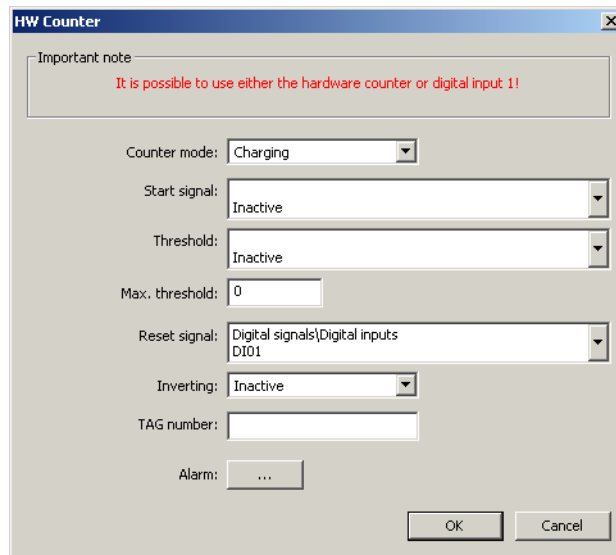 HW Counter
Important note
It is possible to use either the hardware counter or digital input 1!
Counter mode: Charging
Start signal:
Inactive
Threshold:
Inactive
Max. threshold: 0
Reset signal: Digital signals\Digital inputs
DI01
Inverting: Inactive
TAG number:
Alarm: ...
OK Cancel